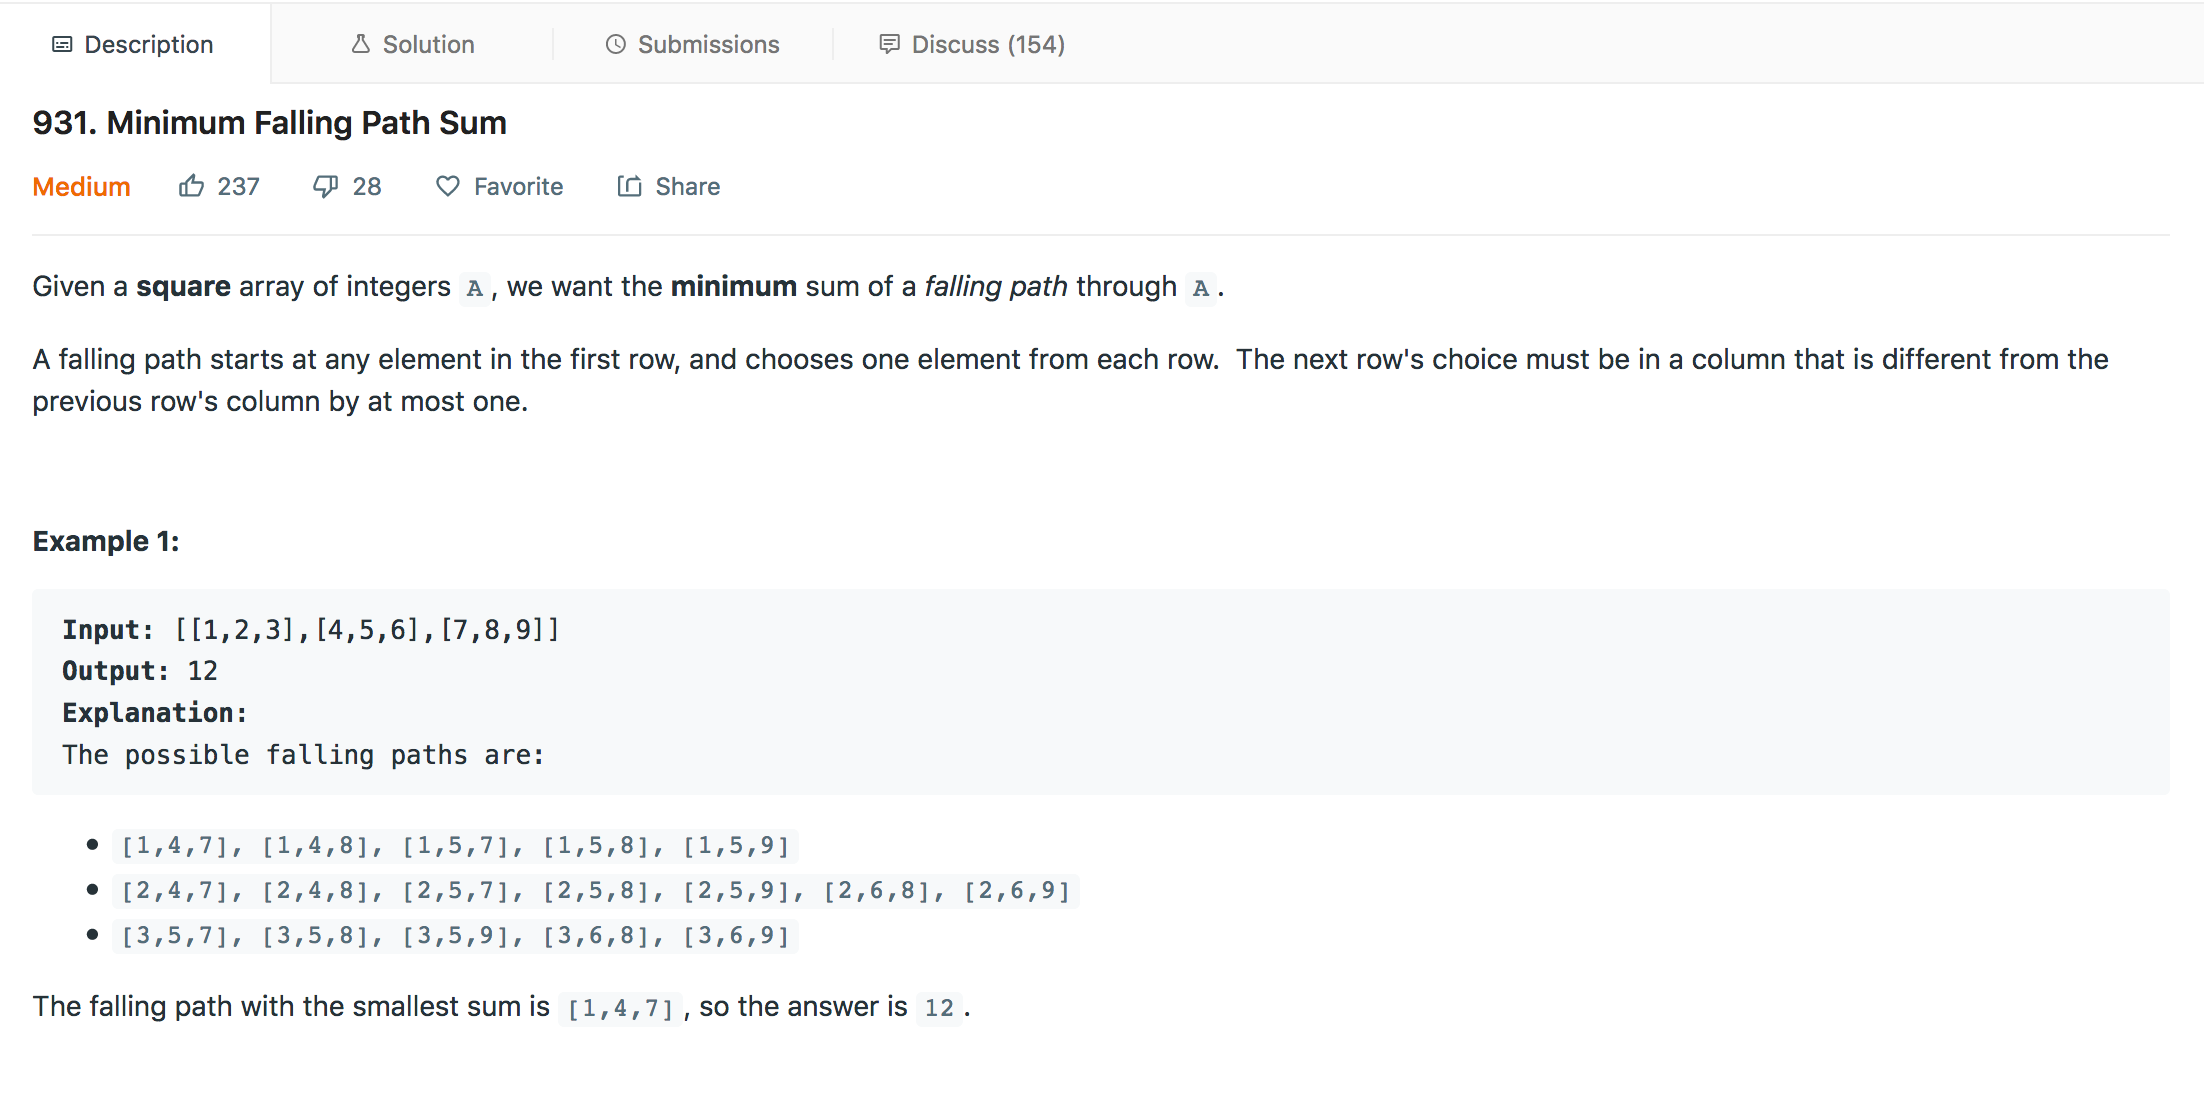 Description Solution Submissions Discuss (154)
931. Minimum Falling Path Sum
Medium 237 28 Favorite Share
Given a square array of integers A, we want the minimum sum of a falling path through A.
A falling path starts at any element in the first row, and chooses one element from each row.  The next row's choice must be in a column that is different from the
previous row's column by at most one.
Example 1:
Input: [[1,2,3],[4,5,6],[7,8,9]]
Output: 12
Explanation:
The possible falling paths are:
[1,4,7], [1,4,8], [1,5,7], [1,5,8], [1,5,9]
[2,4,7], [2,4,8], [2,5,7], [2,5,8], [2,5,9], [2,6,8], [2,6,9]
[3,5,7], [3,5,8], [3,5,9], [3,6,8], [3,6,9]
The falling path with the smallest sum is [1,4,7], so the answer is 12.